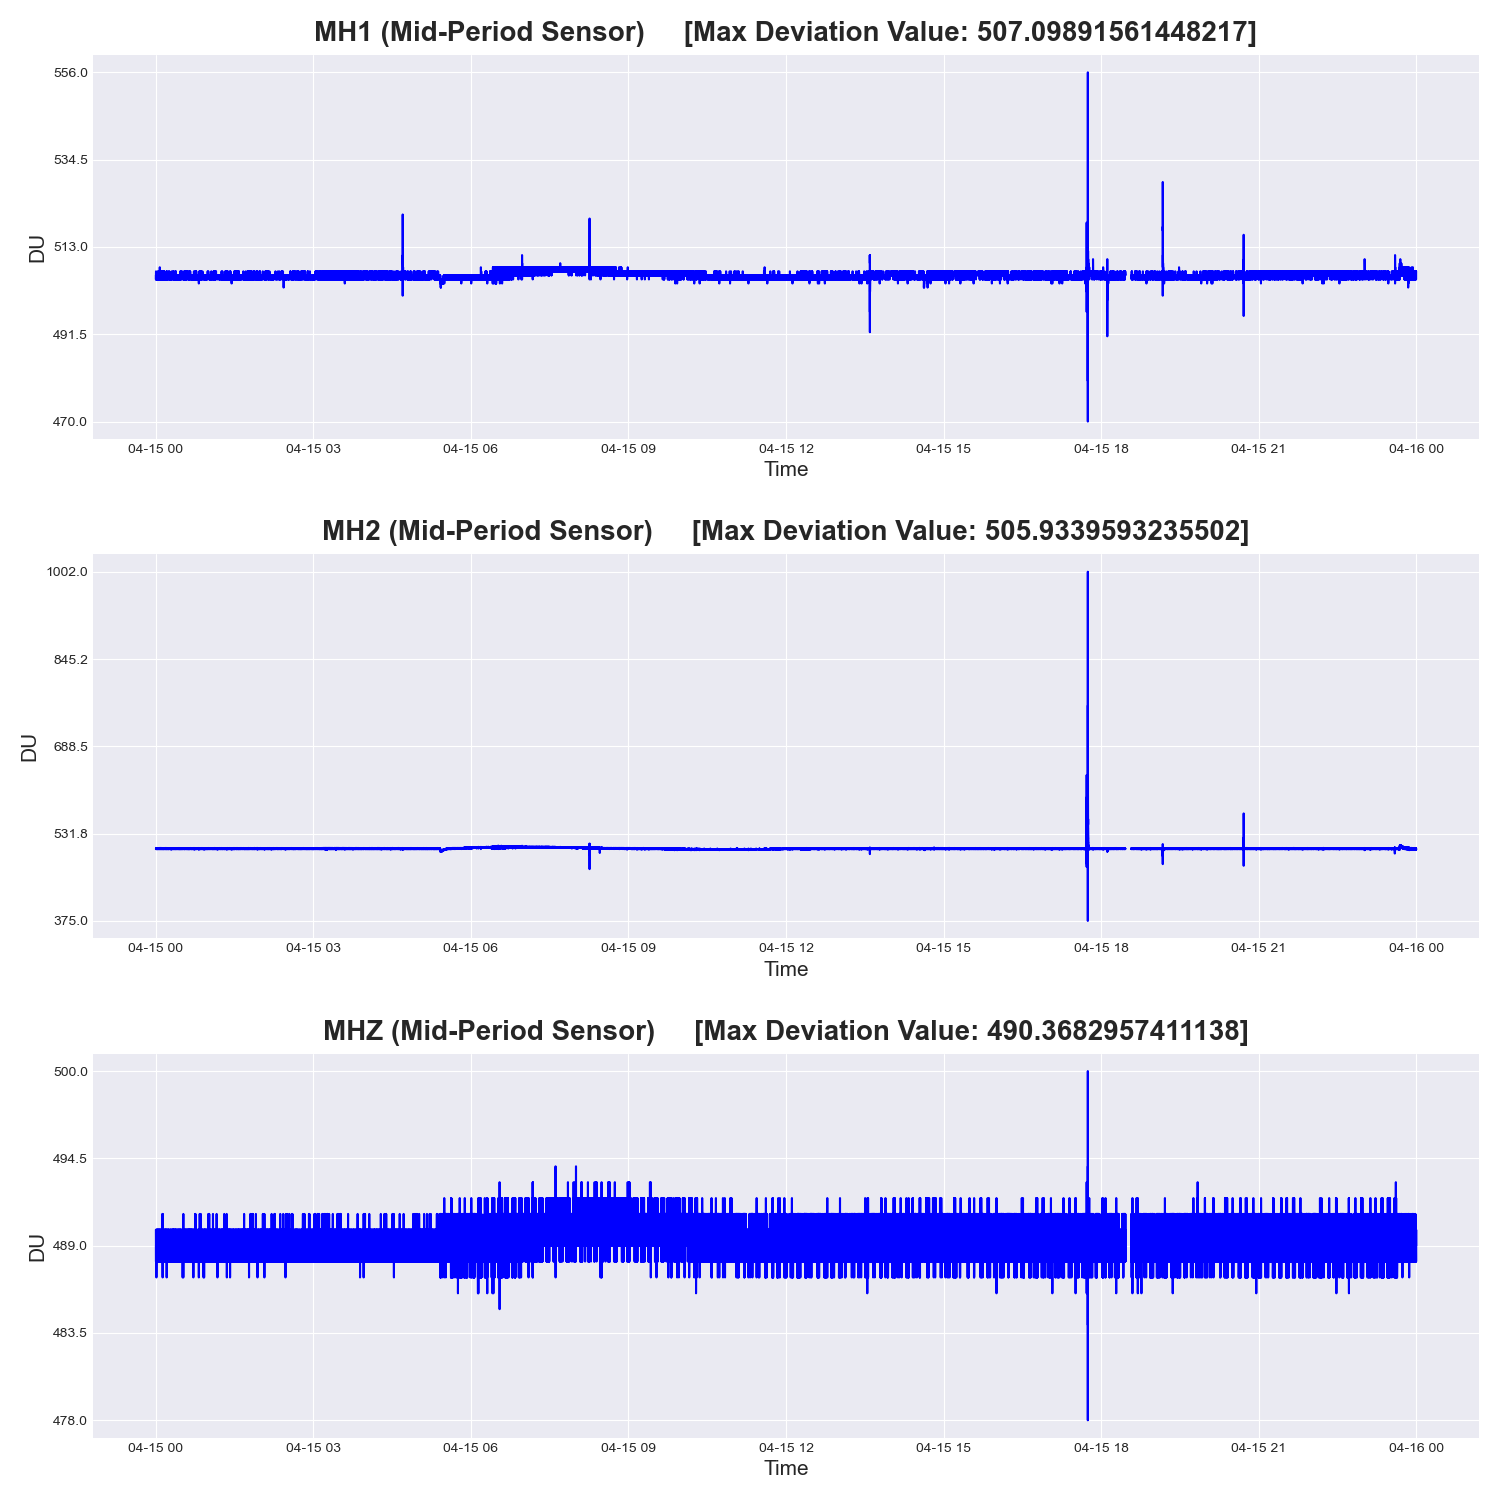 MH1 (Mid-Period Sensor) [Max Deviation Value: 507.09891561448217]
556.0
534.5
513.0
491.5
470.0
DU
04-15 00 04-15 03 04-15 06 04-15 09 04-15 12 04-15 15 04-15 18 04-15 21 04-16 00
Time
MH2 (Mid-Period Sensor) [Max Deviation Value: 505.9339593235502]
1002.0
845.2
688.5
531.8
375.0
DU
04-15 00 04-15 03 04-15 06 04-15 09 04-15 12 04-15 15 04-15 18 04-15 21 04-16 00
Time
MHZ (Mid-Period Sensor) [Max Deviation Value: 490.3682957411138]
500.0
494.5
489.0
483.5
478.0
DU
04-15 00 04-15 03 04-15 06 04-15 09 04-15 12 04-15 15 04-15 18 04-15 21 04-16 00
Time